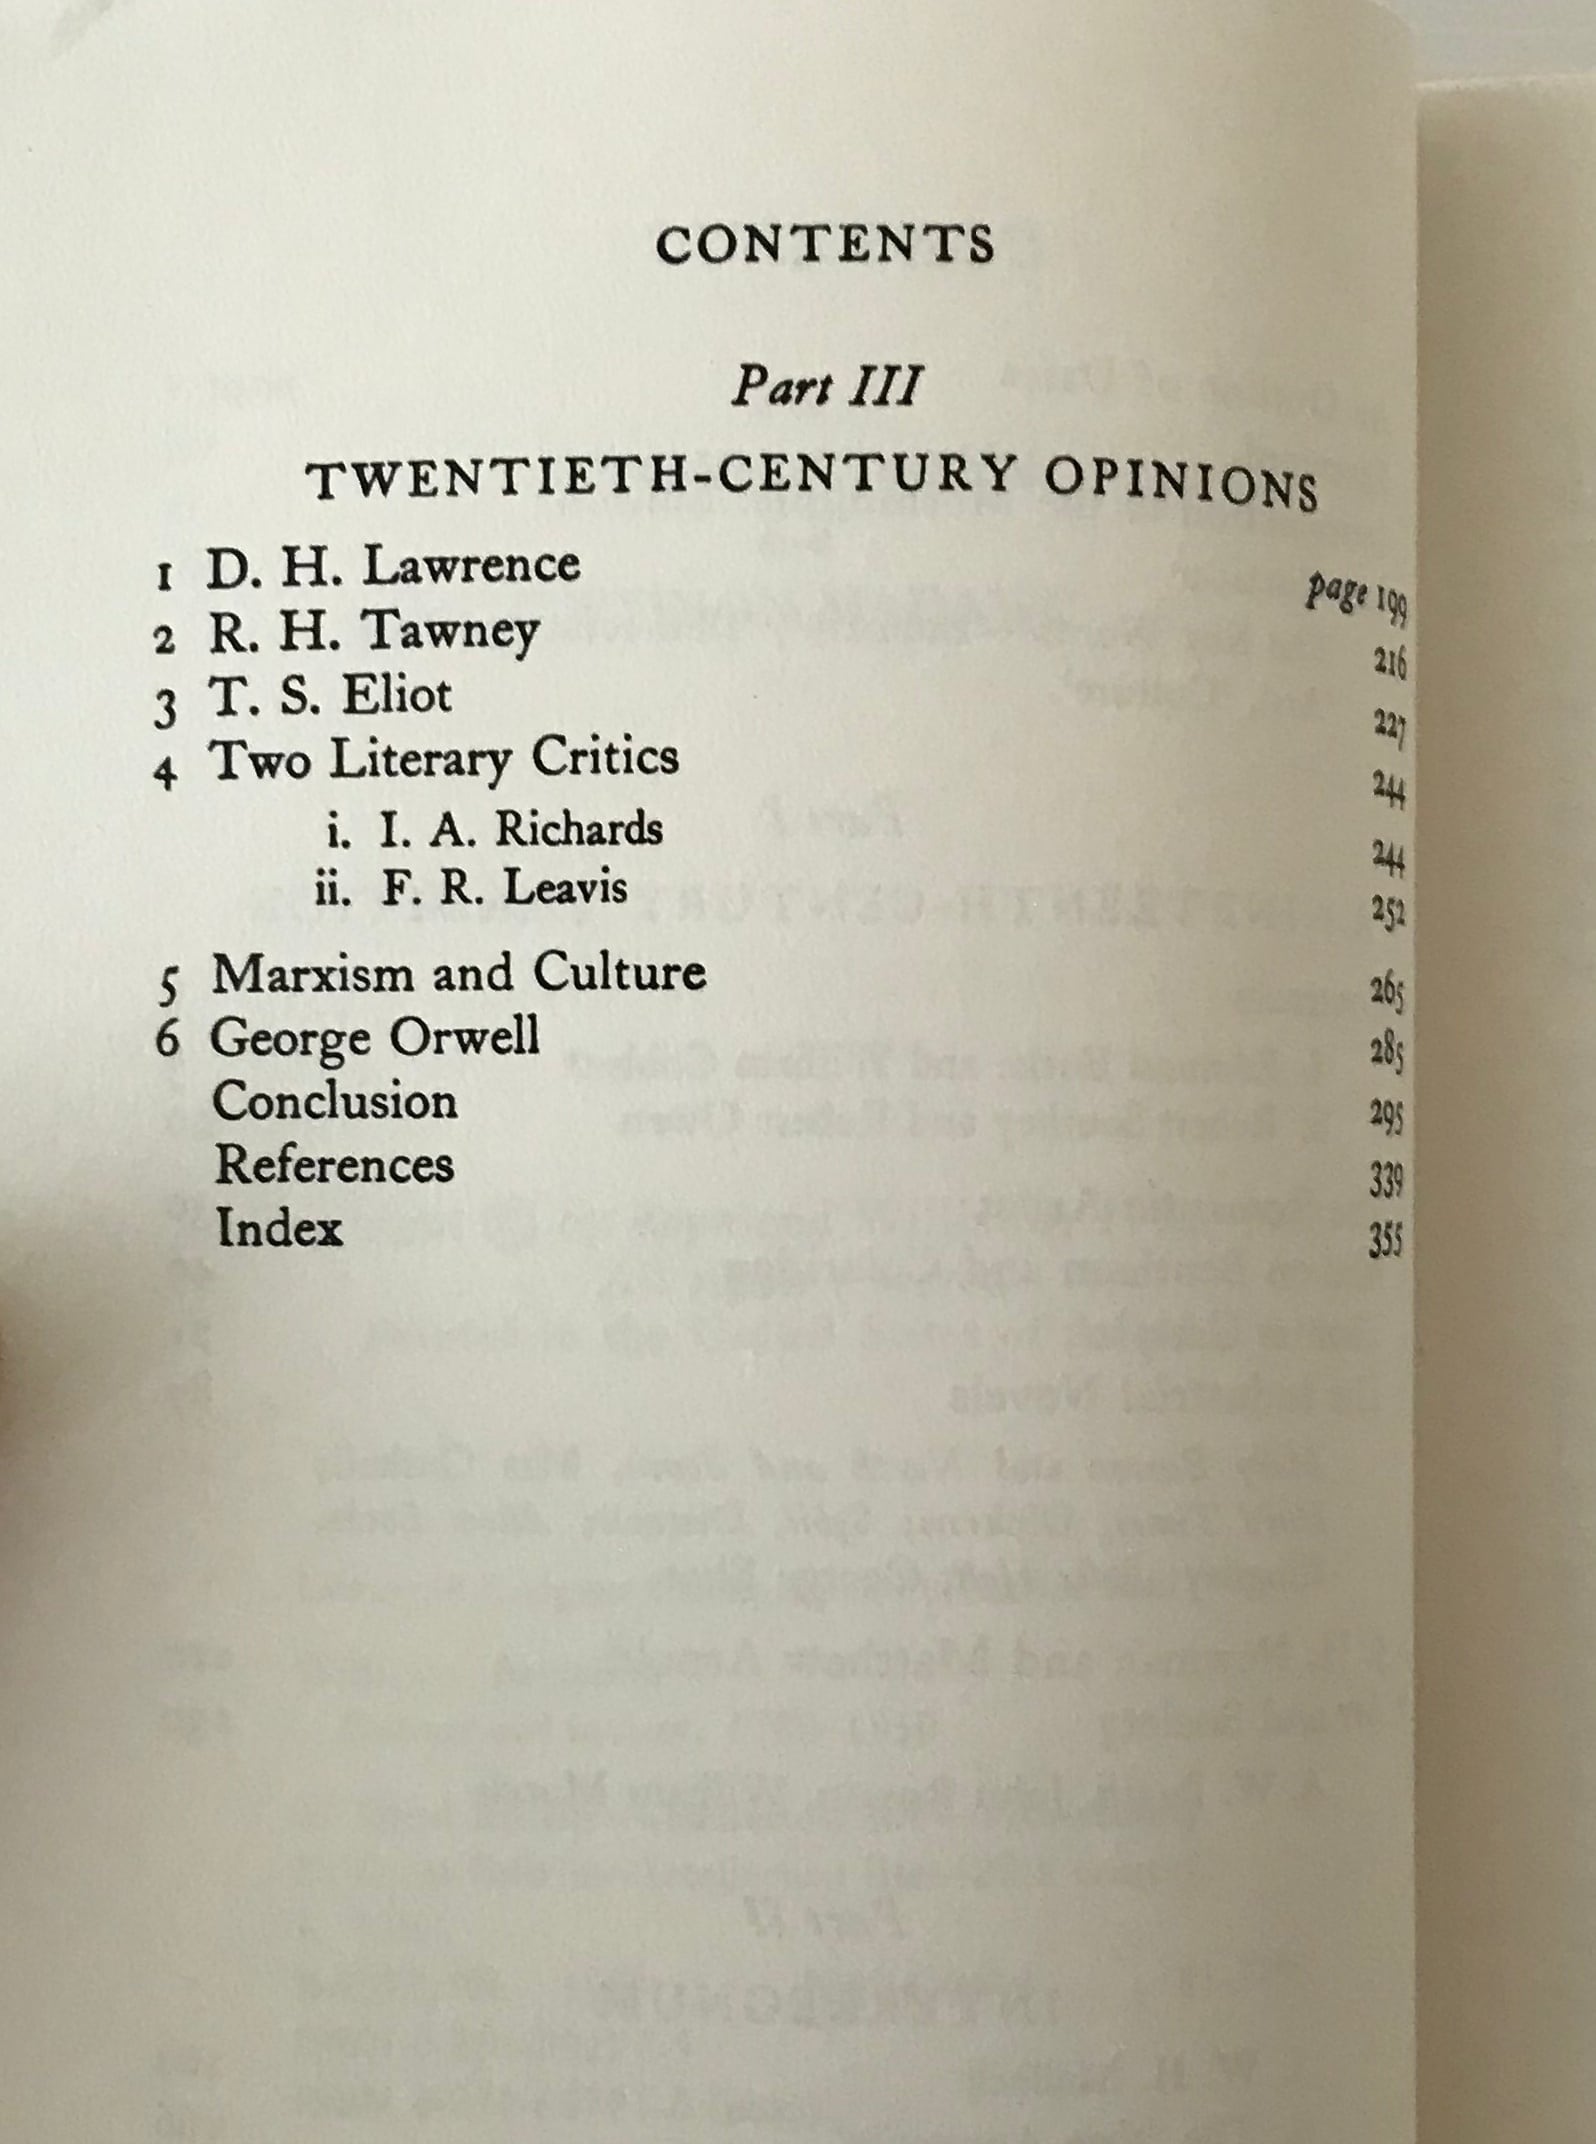 CONTENTS
Part III
TWENTIETH-CENTURY OPINIONS
1 D. H. Lawrence page 199
2 R. H. Tawney 216
3 T. S. Eliot 227
4 Two Literary Critics 244
i. I. A. Richards 244
ii. F. R. Leavis 252
5 Marxism and Culture 265
6 George Orwell 285
Conclusion 295
References 339
Index 355